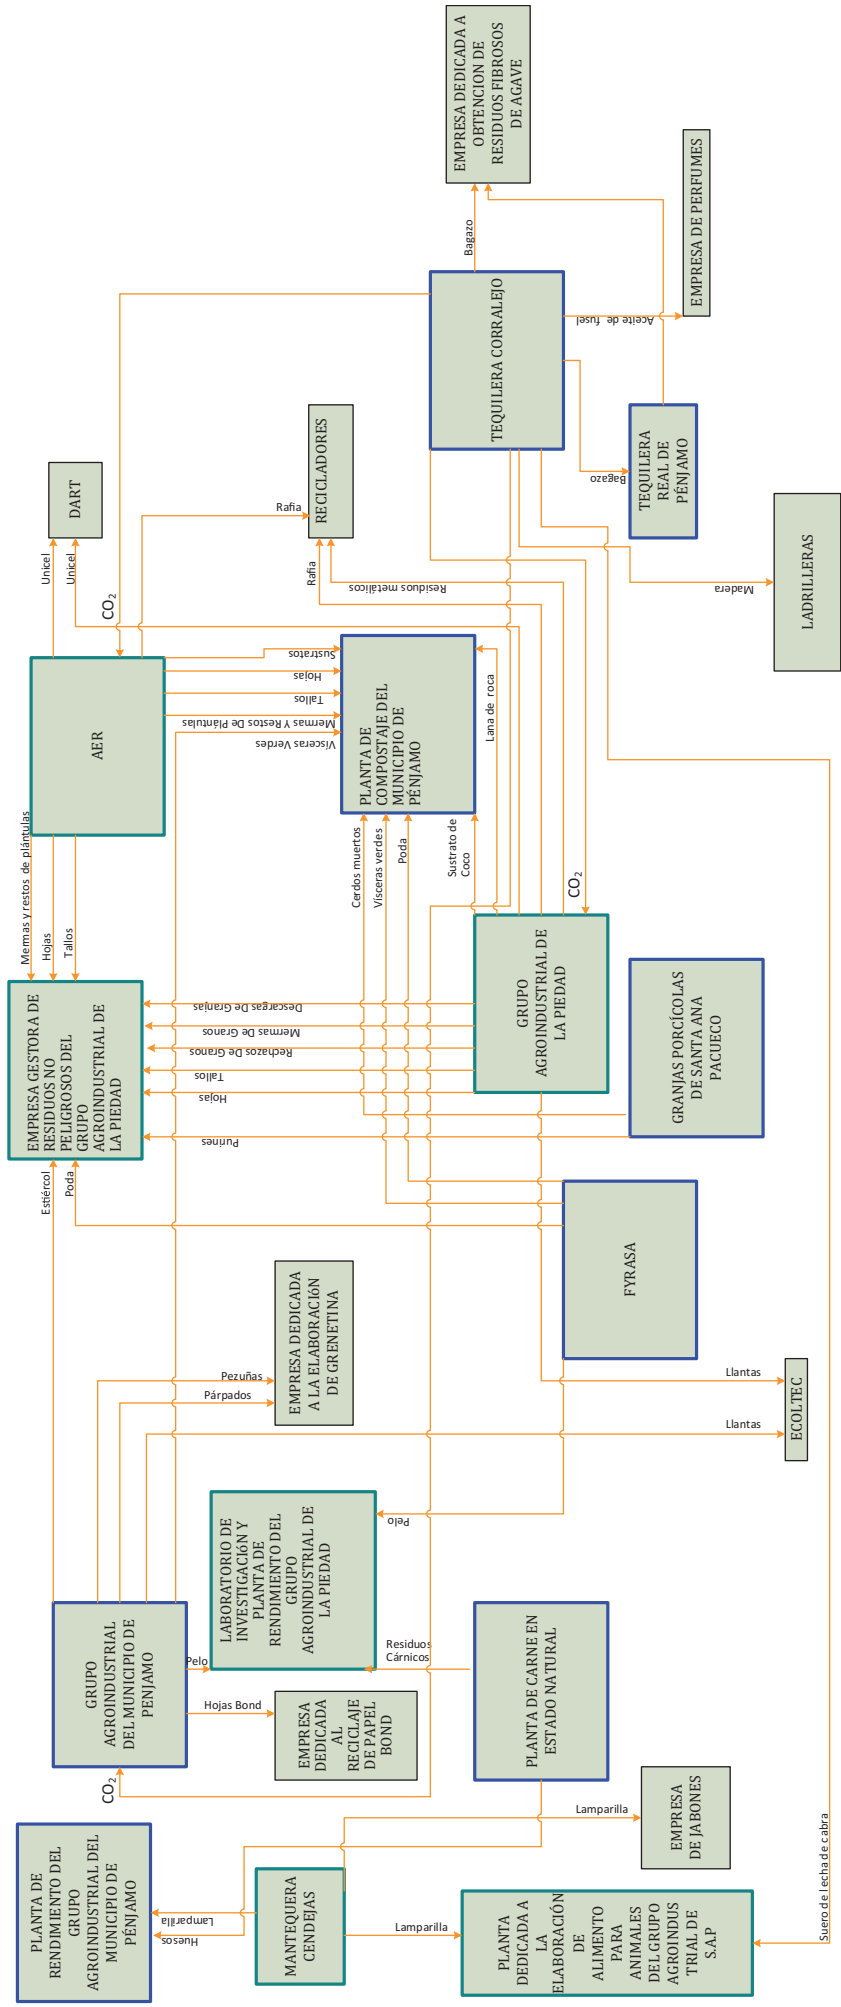 PLANTA DE
RENDIMIENTO DEL
GRUPO
AGROINDUSTRIAL DEL
MUNICIPIO DE
PÉNJAMO
Lamparilla
Huesos
MANTEQUERA
CENDEJAS
Lamparilla
PLANTA
DEDICADA A
LA
ELABORACIÓN
DE
ALIMENTO
PARA
ANIMALES
DEL GRUPO
AGROINDUS
TRIAL DE
S.A.P
Lamparilla
EMPRESA
DE JABONES
CO2
GRUPO
AGROINDUSTRIAL
DEL MUNICIPIO DE
PENJAMO
Pelo
Hojas Bond
EMPRESA
DEDICADA
AL
RECICLAJE
DE PAPEL
BOND
LABORATORIO DE
INVESTIGACIÓN Y
PLANTA DE
RENDIMIENTO DEL
GRUPO
AGROINDUSTRIAL DE
LA PIEDAD
Residuos
Cárnicos
Pelo
PLANTA DE CARNE EN
ESTADO NATURAL
Pezuñas
Párpados
EMPRESA DEDICADA
A LA ELABORACIÓN
DE GRENETINA
Llantas
Llantas
ECOLTEC
FYRASA
Estiércol
Poda
EMPRESA GESTORA DE
RESIDUOS NO
PELIGROSOS DEL
GRUPO
AGROINDUSTRIAL DE
LA PIEDAD
Purines
Hojas
Tallos
Rechazos De Granos
Mermas De Granos
Descargas De Granjas
GRANJAS PORCÍCOLAS
DE SANTA ANA
PACUECO
GRUPO
AGROINDUSTRIAL DE
LA PIEDAD
CO2
Mermas y restos de plántulas
Hojas
Tallos
AER
Cerdos muertos
Vísceras verdes
Poda
Sustrato de
Coco
Lana de roca
PLANTA DE
COMPOSTAJE DEL
MUNICIPIO DE
PÉNJAMO
Vísceras Verdes
Mermas Y Restos De Plántulas
Tallos
Hojas
Sustratos
CO2
Unicel
Unicel
DART
Rafia
Rafia
Residuos metálicos
RECICLADORES
TEQUILERA CORRALEJO
Bagazo
EMPRESA DEDICADA A
OBTENCION DE
RESIDUOS FIBROSOS
DE AGAVE
Aceite de fusel
EMPRESA DE PERFUMES
Bagazo
TEQUILERA
REAL DE
PÉNJAMO
Madera
LADRILLERAS
Suero de lecha de cabra